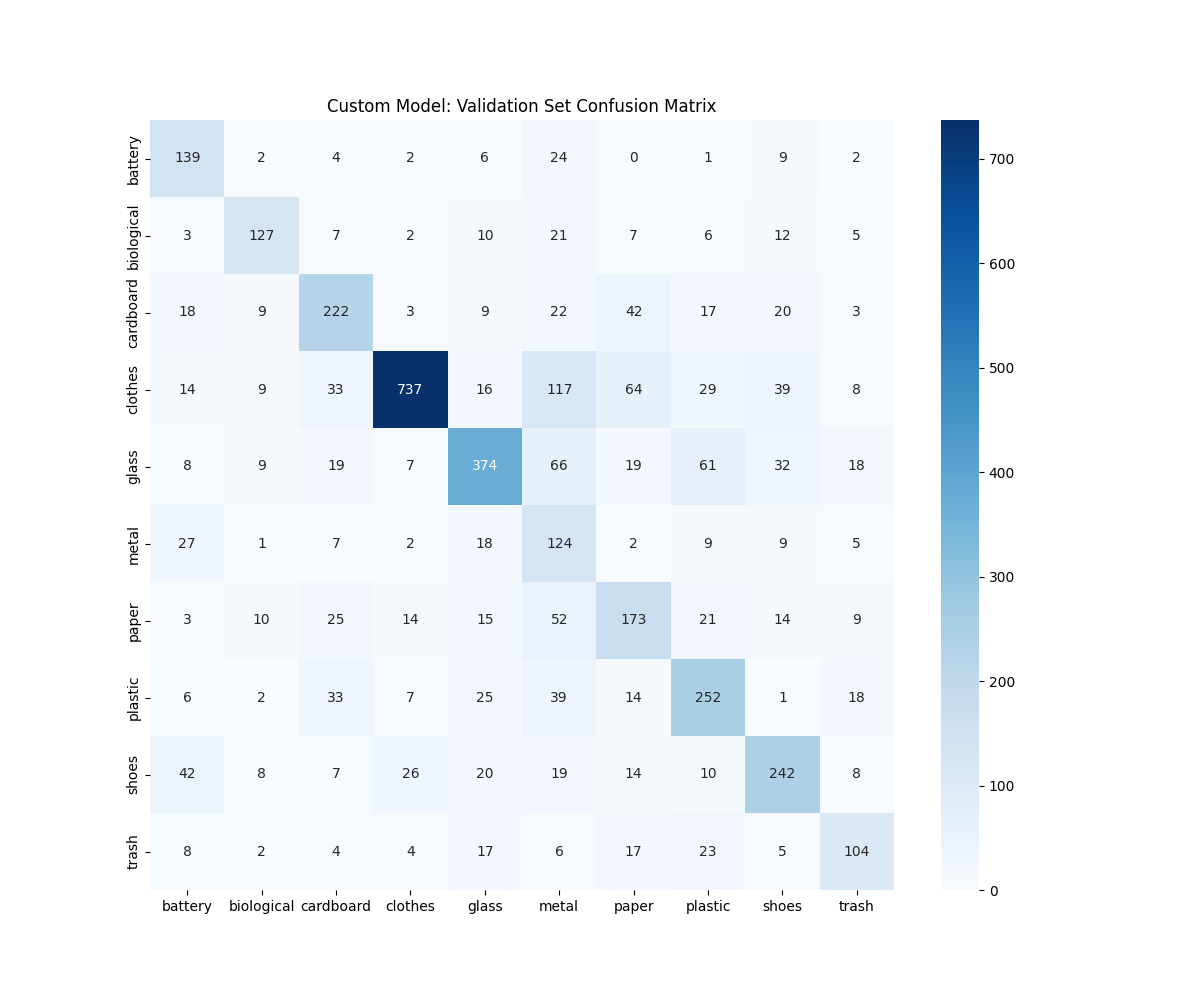 Custom Model: Validation Set Confusion Matrix
battery 139 2 4 2 6 24 0 1 9 2
biological 3 127 7 2 10 21 7 6 12 5
cardboard 18 9 222 3 9 22 42 17 20 3
clothes 14 9 33 737 16 117 64 29 39 8
glass 8 9 19 7 374 66 19 61 32 18
metal 27 1 7 2 18 124 2 9 9 5
paper 3 10 25 14 15 52 173 21 14 9
plastic 6 2 33 7 25 39 14 252 1 18
shoes 42 8 7 26 20 19 14 10 242 8
trash 8 2 4 4 17 6 17 23 5 104
battery biological cardboard clothes glass metal paper plastic shoes trash
700
600
500
400
300
200
100
0